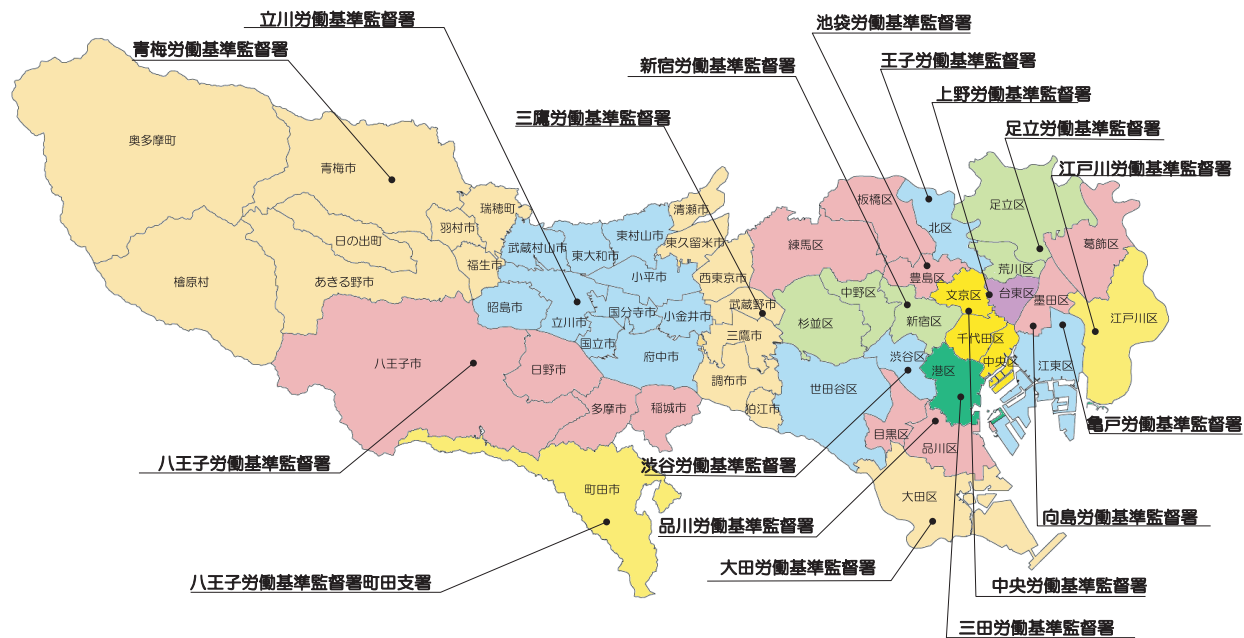 立川労働基準監督署
池袋労働基準監督署
青梅労働基準監督署
王子労働基準監督署
新宿労働基準監督署
上野労働基準監督署
三鷹労働基準監督署
足立労働基準監督署
江戸川労働基準監督署
奥多摩町
青梅市
瑞穂町
清瀬市
板橋区
足立区
羽村市
日の出町
武蔵村山市
東大和市
東村山市
東久留米市
練馬区
北区
葛飾区
檜原村
あきる野市
福生市
小平市
西東京市
豊島区
荒川区
昭島市
立川市
国分寺市
小金井市
武蔵野市
中野区
文京区
台東区
墨田区
杉並区
新宿区
江戸川区
国立市
三鷹市
千代田区
八王子市
日野市
府中市
渋谷区
港区
中央区
江東区
調布市
世田谷区
多摩市
稲城市
狛江市
目黒区
品川区
亀戸労働基準監督署
八王子労働基準監督署
渋谷労働基準監督署
町田市
大田区
品川労働基準監督署
向島労働基準監督署
大田労働基準監督署
八王子労働基準監督署町田支署
中央労働基準監督署
三田労働基準監督署